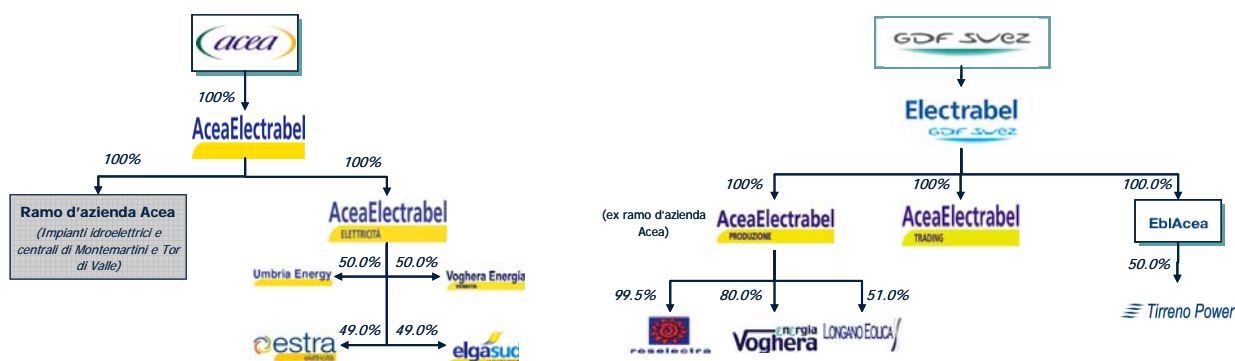 acea
100%
AceaElectrabel
100%
100%
Ramo d'azienda Acea
(Impianti idroelettrici e
centrali di Montemartini e Tor
di Valle)
AceaElectrabel
ELETTRICITÀ
50.0%
50.0%
Umbria Energy
Voghera Energia
VENDITA
49.0%
49.0%
estra
elettricità
elgasud
GDF SUEZ
Electrabel
GDF SUEZ
100%
100%
100.0%
(ex ramo d'azienda
Acea)
AceaElectrabel
PRODUZIONE
AceaElectrabel
TRADING
EblAcea
50.0%
Tirreno Power
99.5%
80.0%
51.0%
roselectra
Voghera
energia
LONGANO EOLICA